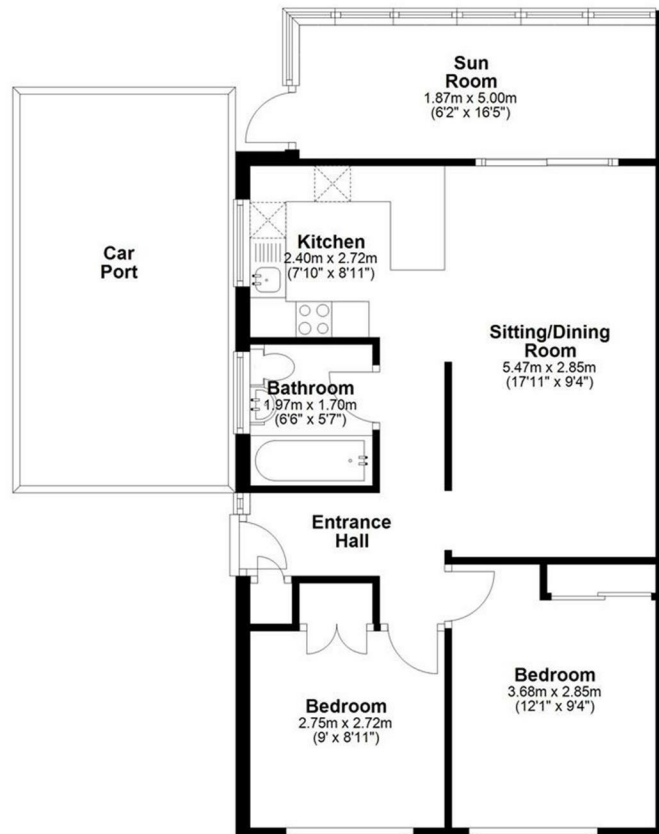 Sun
Room
1.87m x 5.00m
(6'2" x 16'5")
Car
Port
Kitchen
2.40m x 2.72m
(7'10" x 8'11")
Sitting/Dining
Room
5.47m x 2.85m
(17'11" x 9'4")
Bathroom
1.97m x 1.70m
(6'6" x 5'7")
Entrance
Hall
Bedroom
3.68m x 2.85m
(12'1" x 9'4")
Bedroom
2.75m x 2.72m
(9' x 8'11")